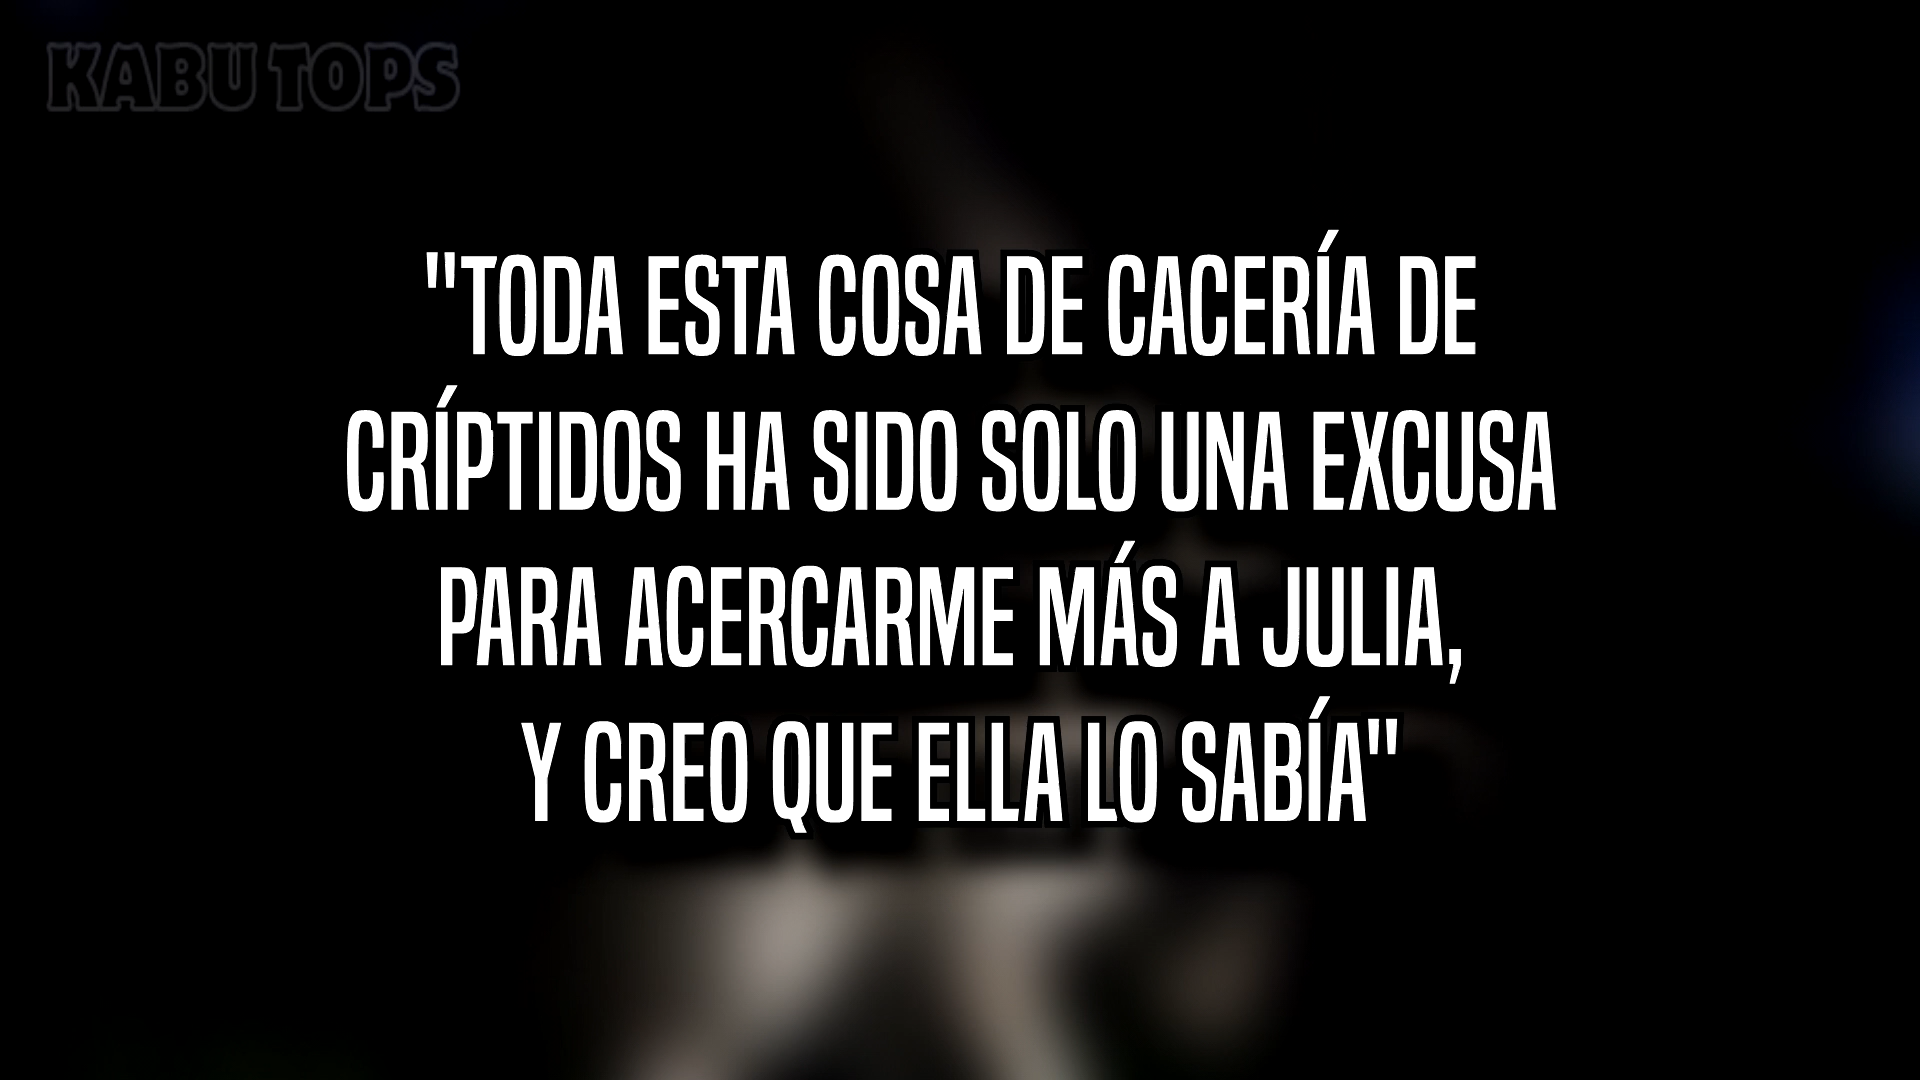 KABU TOPS
"TODA ESTA COSA DE CACERÍA DE
CRÍPTIDOS HA SIDO SOLO UNA EXCUSA
PARA ACERCARME MÁS A JULIA,
Y CREO QUE ELLA LO SABÍA"